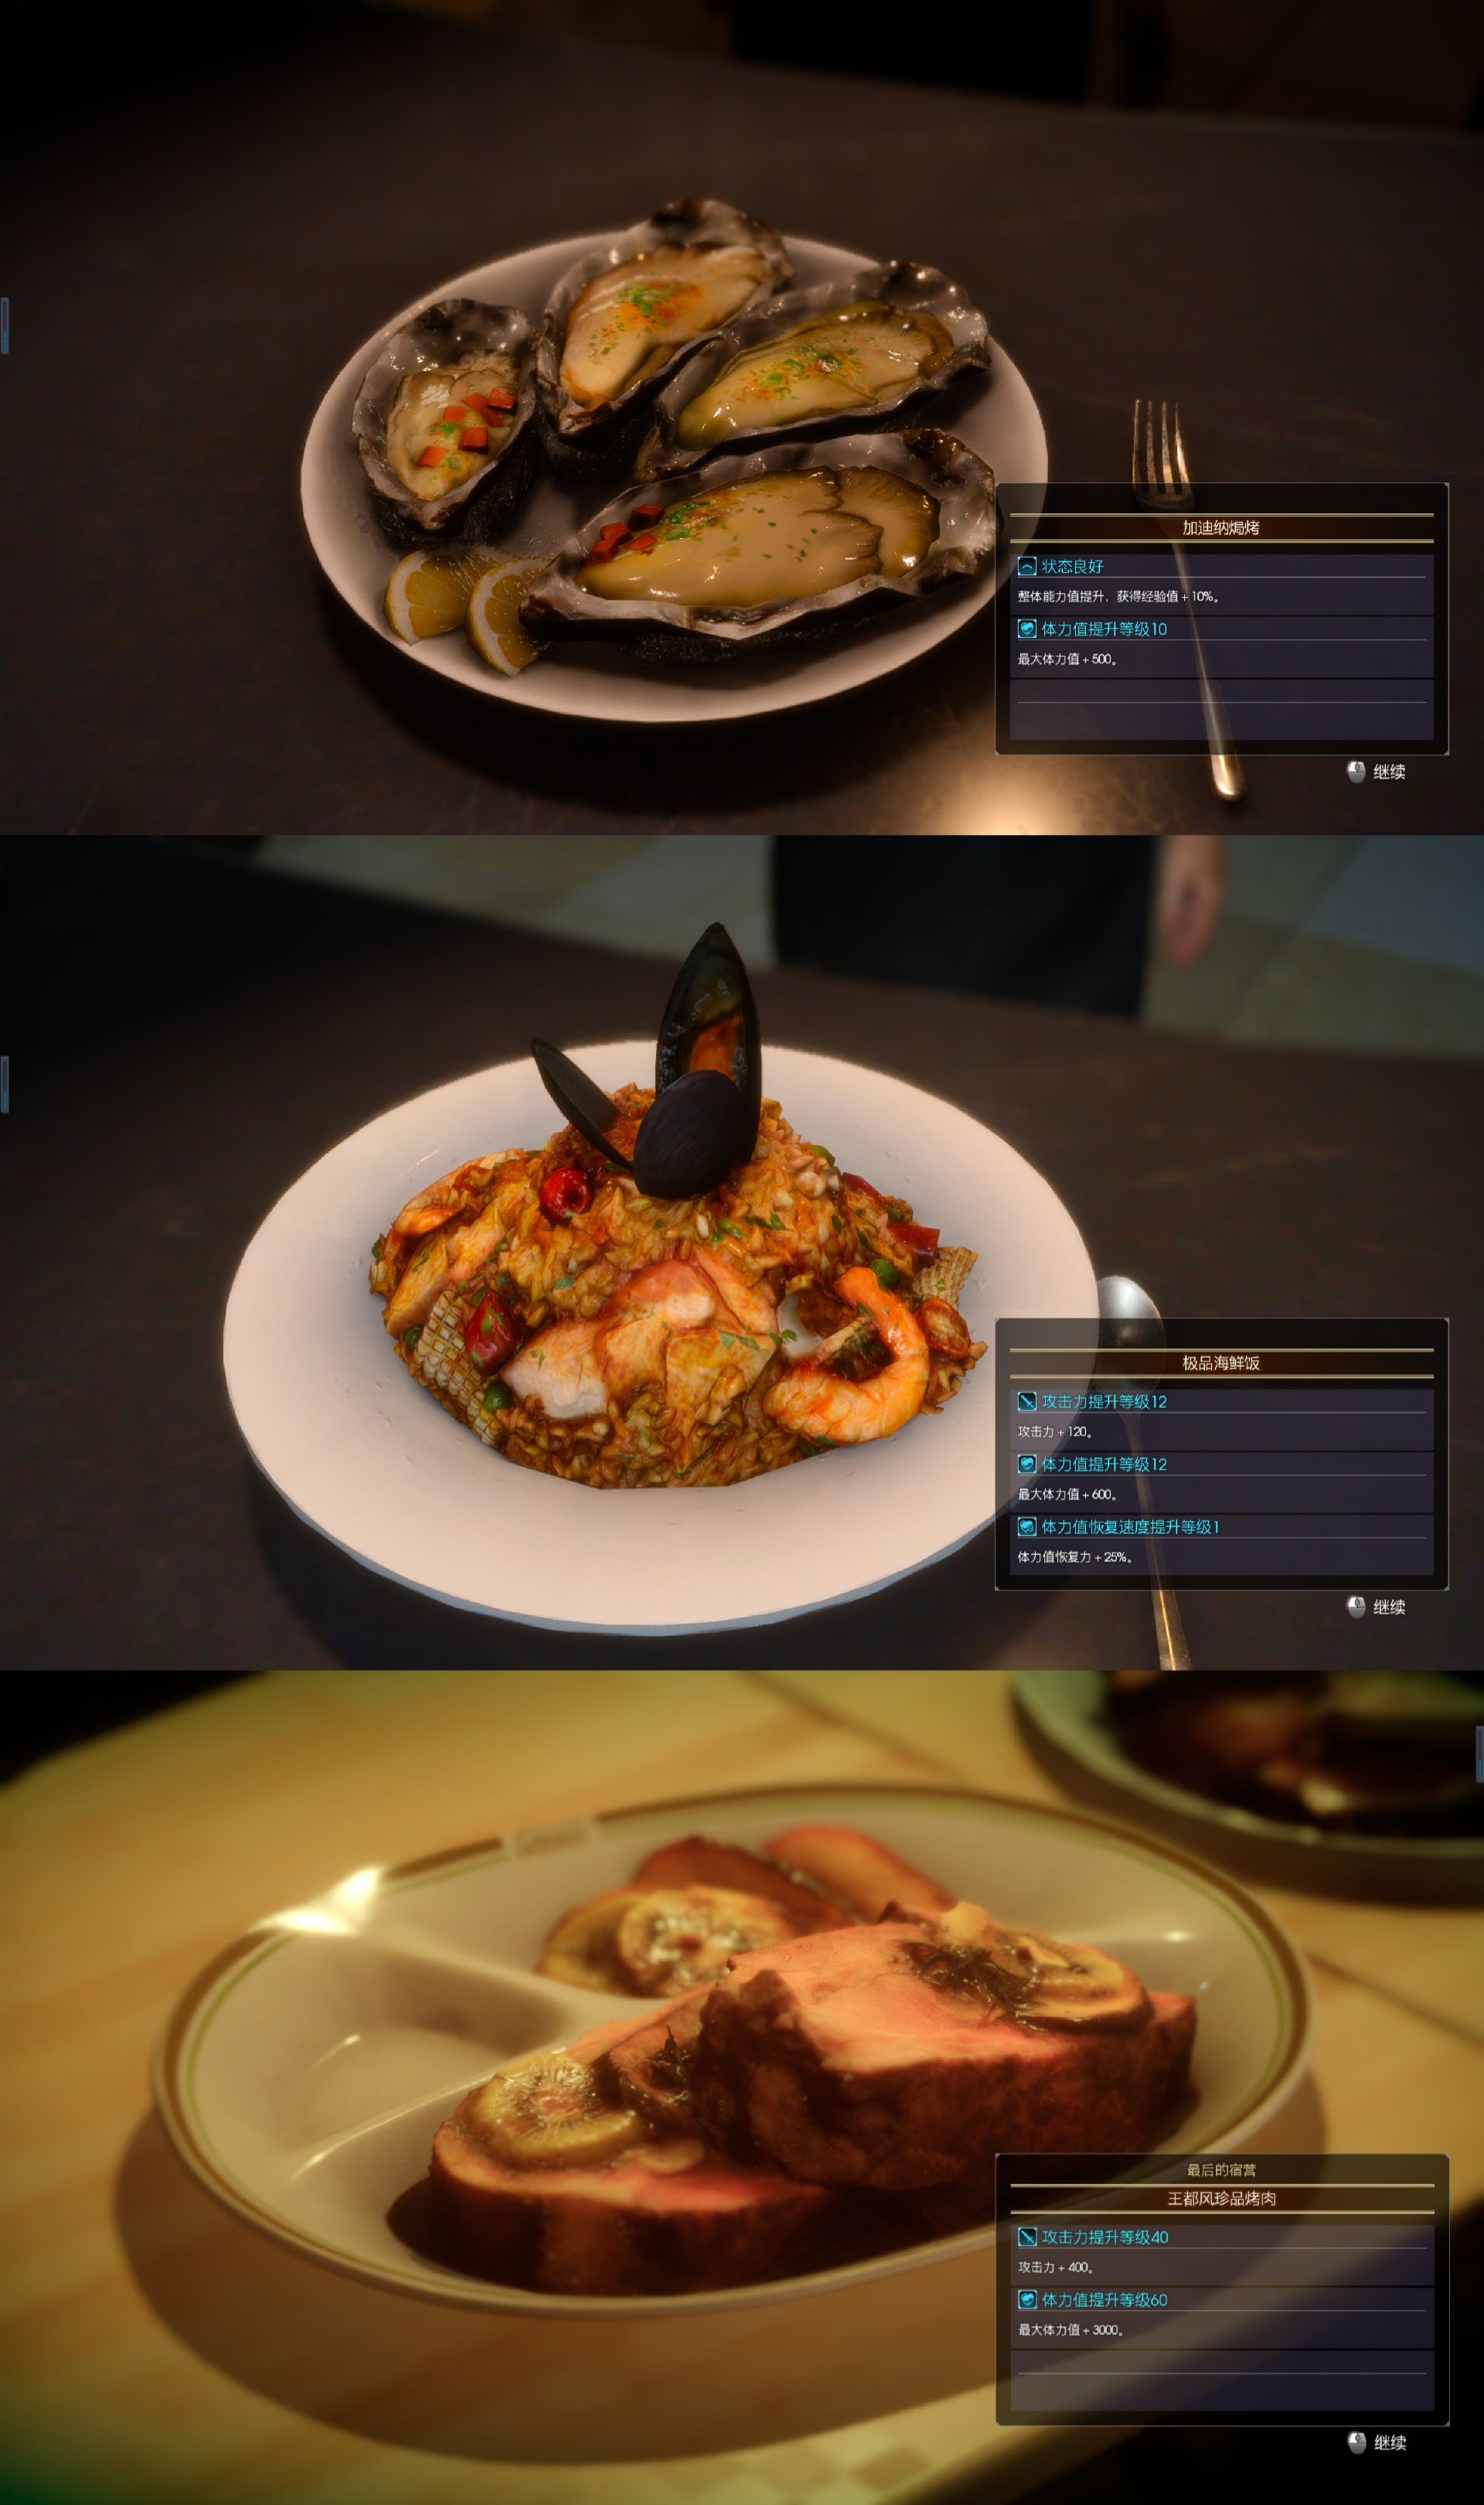 加迪纳焗烤
状态良好
整体能力值提升，获得经验值＋10%。
体力值提升等级10
最大体力值＋500。
继续
极品海鲜饭
攻击力提升等级12
攻击力＋120。
体力值提升等级12
最大体力值＋600。
体力值恢复速度提升等级1
体力值恢复力＋25%。
继续
最后的宿营
王都风珍品烤肉
攻击力提升等级40
攻击力＋400。
体力值提升等级60
最大体力值＋3000。
继续